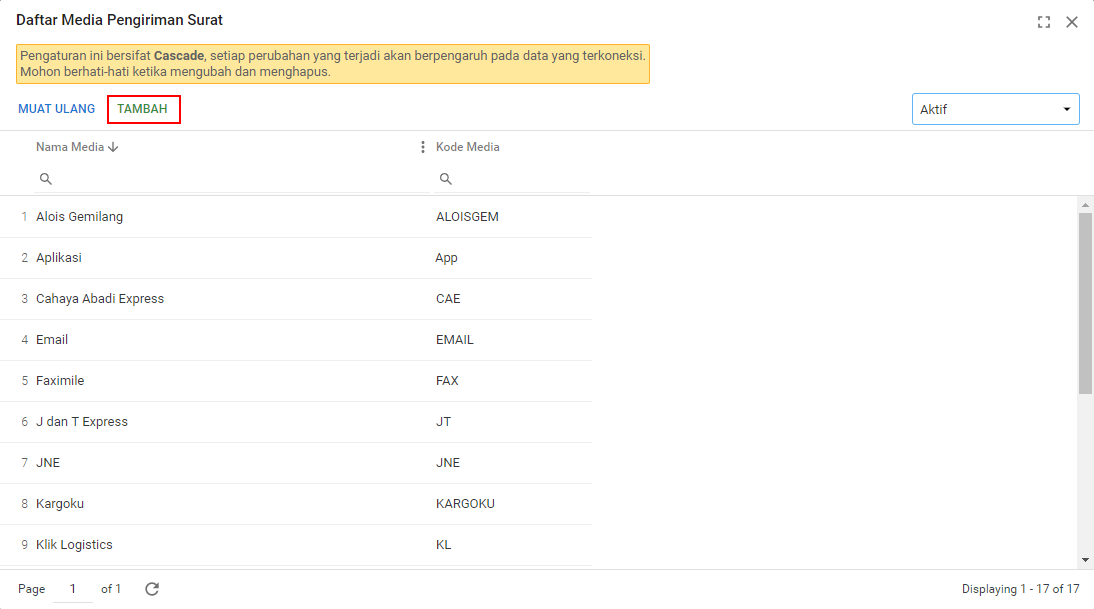 Daftar Media Pengiriman Surat
Pengaturan ini bersifat Cascade, setiap perubahan yang terjadi akan berpengaruh pada data yang terkoneksi.
Mohon berhati-hati ketika mengubah dan menghapus.
MUAT ULANG TAMBAH Aktif
Nama Media Kode Media
1 Alois Gemilang ALOISGEM
2 Aplikasi App
3 Cahaya Abadi Express CAE
4 Email EMAIL
5 Faximile FAX
6 J dan T Express JT
7 JNE JNE
8 Kargoku KARGOKU
9 Klik Logistics KL
Page 1 of 1 Displaying 1 - 17 of 17